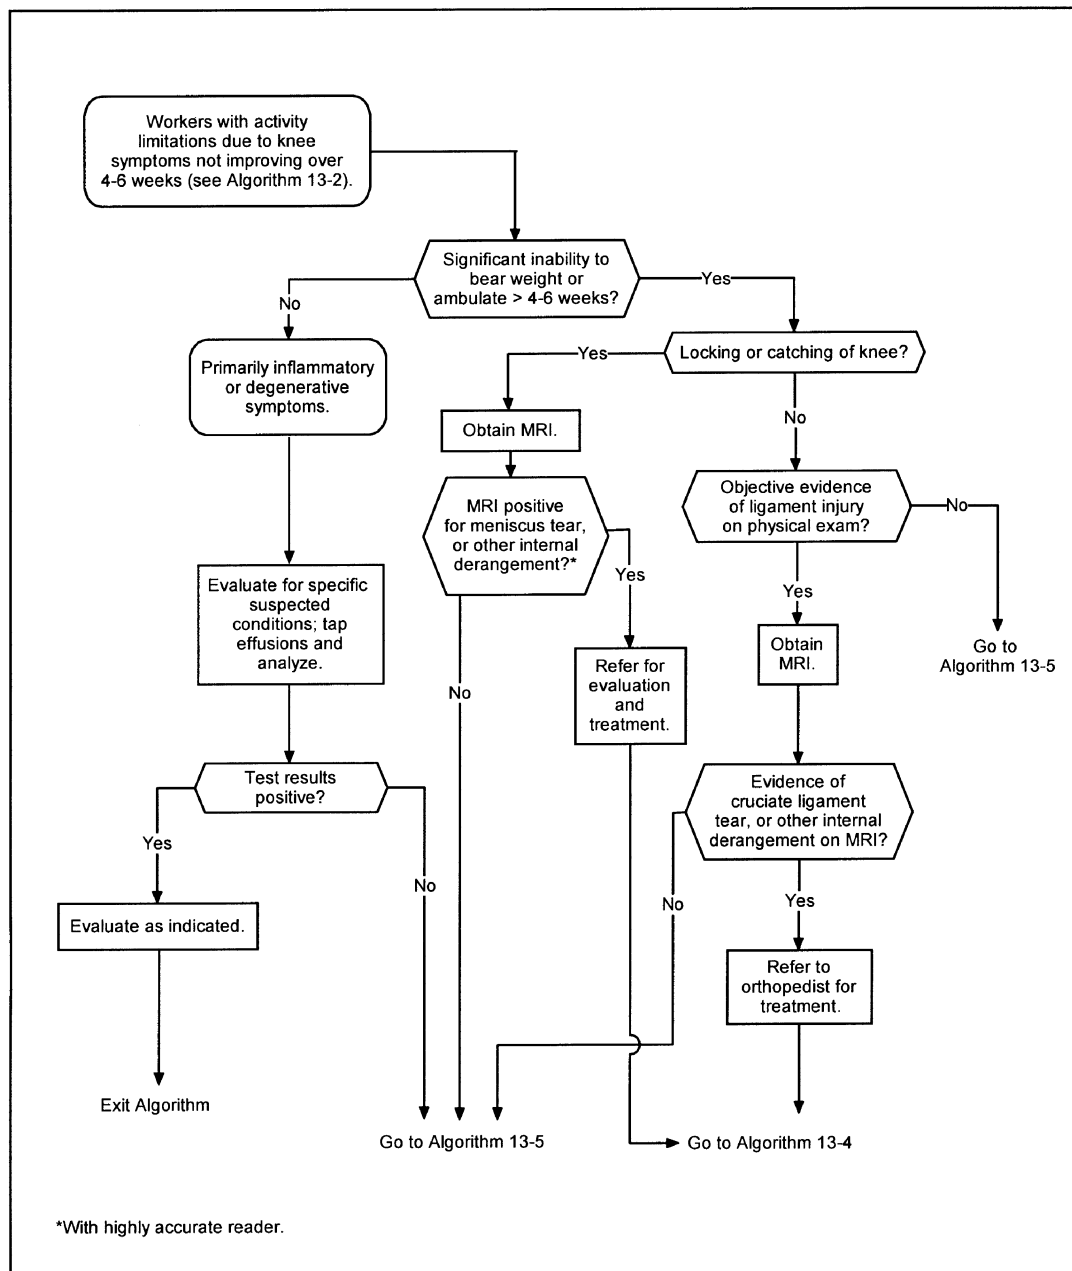 Workers with activity
limitations due to knee
symptoms not improving over
4-6 weeks (see Algorithm 13-2).
Significant inability to
bear weight or
ambulate > 4-6 weeks?
No
Yes
Primarily inflammatory
or degenerative
symptoms.
Locking or catching of knee?
Yes
No
Obtain MRI.
MRI positive
for meniscus tear,
or other internal
derangement?*
Yes
No
Objective evidence
of ligament injury
on physical exam?
No
Yes
Go to
Algorithm 13-5
Evaluate for specific
suspected
conditions; tap
effusions and
analyze.
Refer for
evaluation
and
treatment.
Obtain
MRI.
Test results
positive?
Yes
No
Evidence of
cruciate ligament
tear, or other internal
derangement on MRI?
No
Yes
Evaluate as indicated.
Refer to
orthopedist for
treatment.
Exit Algorithm
Go to Algorithm 13-5
Go to Algorithm 13-4
*With highly accurate reader.